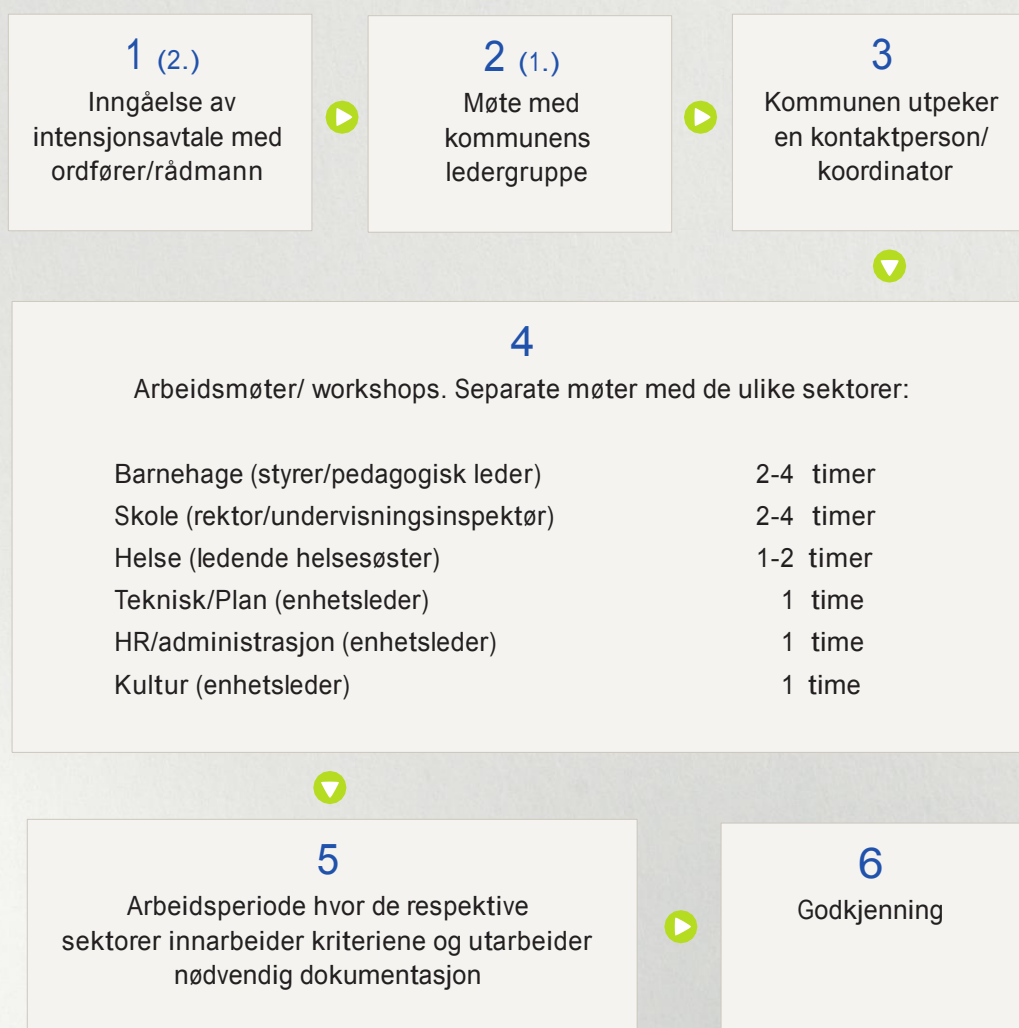 1 (2.)
Inngåelse av
intensjonsavtale med
ordfører/rådmann
2 (1.)
Møte med
kommunens
ledergruppe
3
Kommunen utpeker
en kontaktperson/
koordinator
4
Arbeidsmøter/ workshops. Separate møter med de ulike sektorer:
Barnehage (styrer/pedagogisk leder) 2-4 timer
Skole (rektor/undervisningsinspektør) 2-4 timer
Helse (ledende helsesøster) 1-2 timer
Teknisk/Plan (enhetsleder) 1 time
HR/administrasjon (enhetsleder) 1 time
Kultur (enhetsleder) 1 time
5
Arbeidsperiode hvor de respektive
sektorer innarbeider kriteriene og utarbeider
nødvendig dokumentasjon
6
Godkjenning